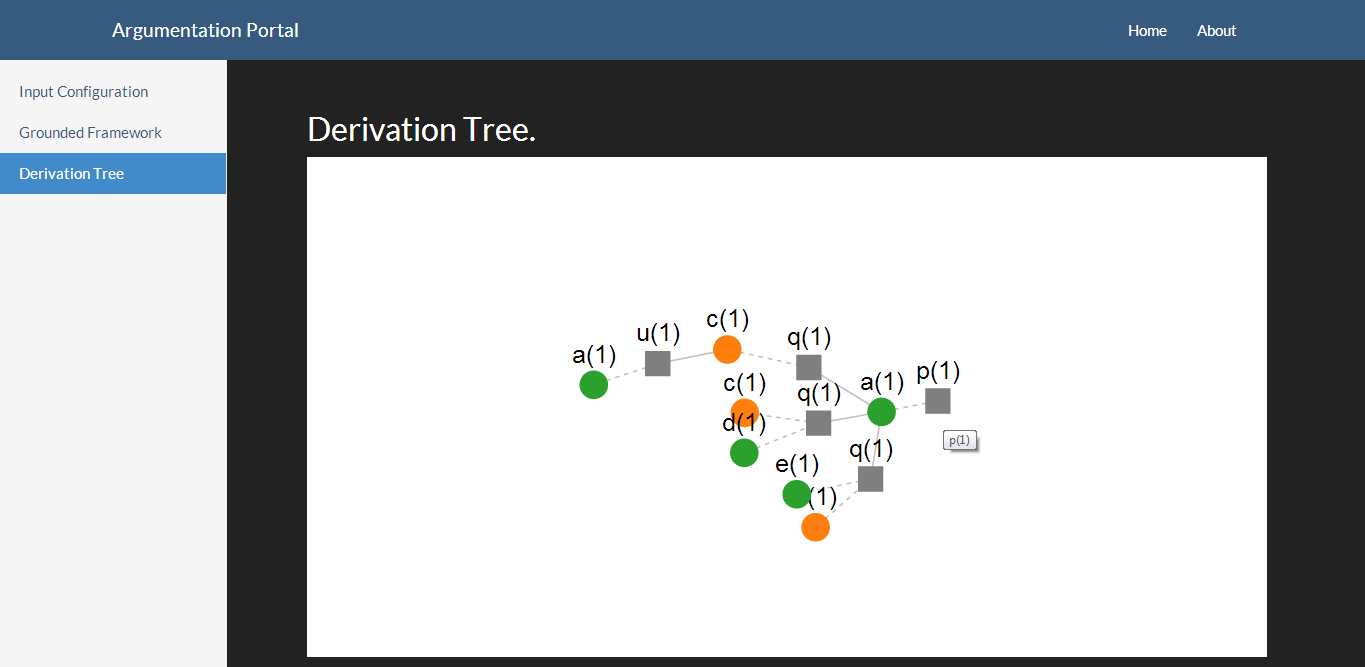 Argumentation Portal
Home
About
Input Configuration
Grounded Framework
Derivation Tree
Derivation Tree.
c(1)
u(1)
q(1)
a(1)
p(1)
a(1)
c(1)
q(1)
d(1)
p(1)
q(1)
e(1)
(1)